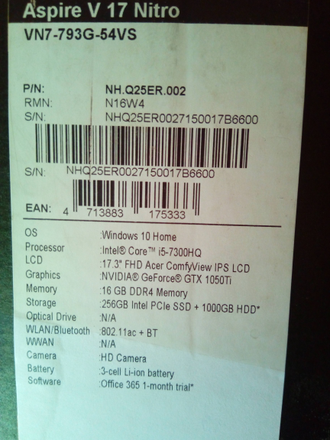 Aspire V 17 Nitro
VN7-793G-54VS
P/N: NH.Q25ER.002
RMN: N16W4
S/N: NHQ25ER0027150017B6600
S/N: NHQ25ER0027150017B6600
EAN: 4 713883 175333
OS :Windows 10 Home
Processor :Intel® Core™ i5-7300HQ
LCD :17.3" FHD Acer ComfyView IPS LCD
Graphics :NVIDIA® GeForce® GTX 1050Ti
Memory :16 GB DDR4 Memory
Storage :256GB Intel PCIe SSD + 1000GB HDD*
Optical Drive :N/A
WLAN/Bluetooth :802.11ac + BT
WWAN :N/A
Camera :HD Camera
Battery :3-cell Li-ion battery
Software :Office 365 1-month trial*